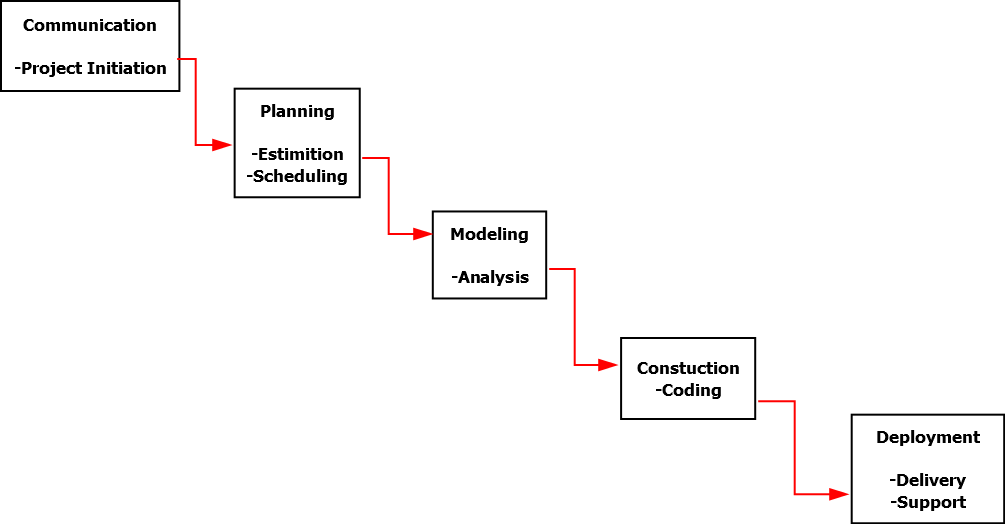 Communication
-Project Initiation
Planning
-Estimition
-Scheduling
Modeling
-Analysis
Constuction
-Coding
Deployment
-Delivery
-Support